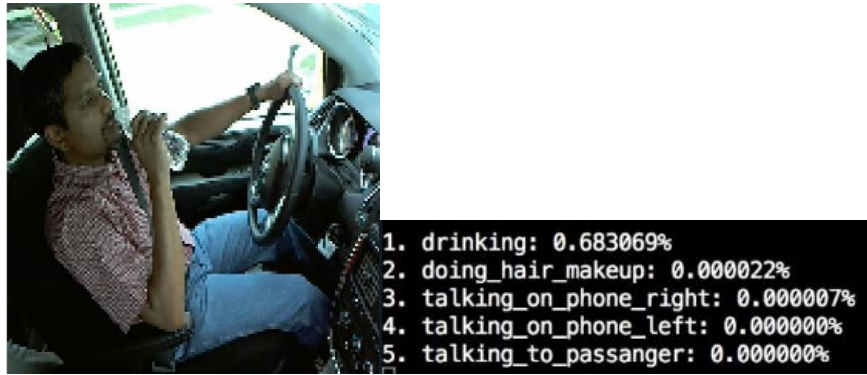 1. drinking: 0.683069%
2. doing_hair_makeup: 0.000022%
3. talking_on_phone_right: 0.000007%
4. talking_on_phone_left: 0.000000%
5. talking_to_passanger: 0.000000%